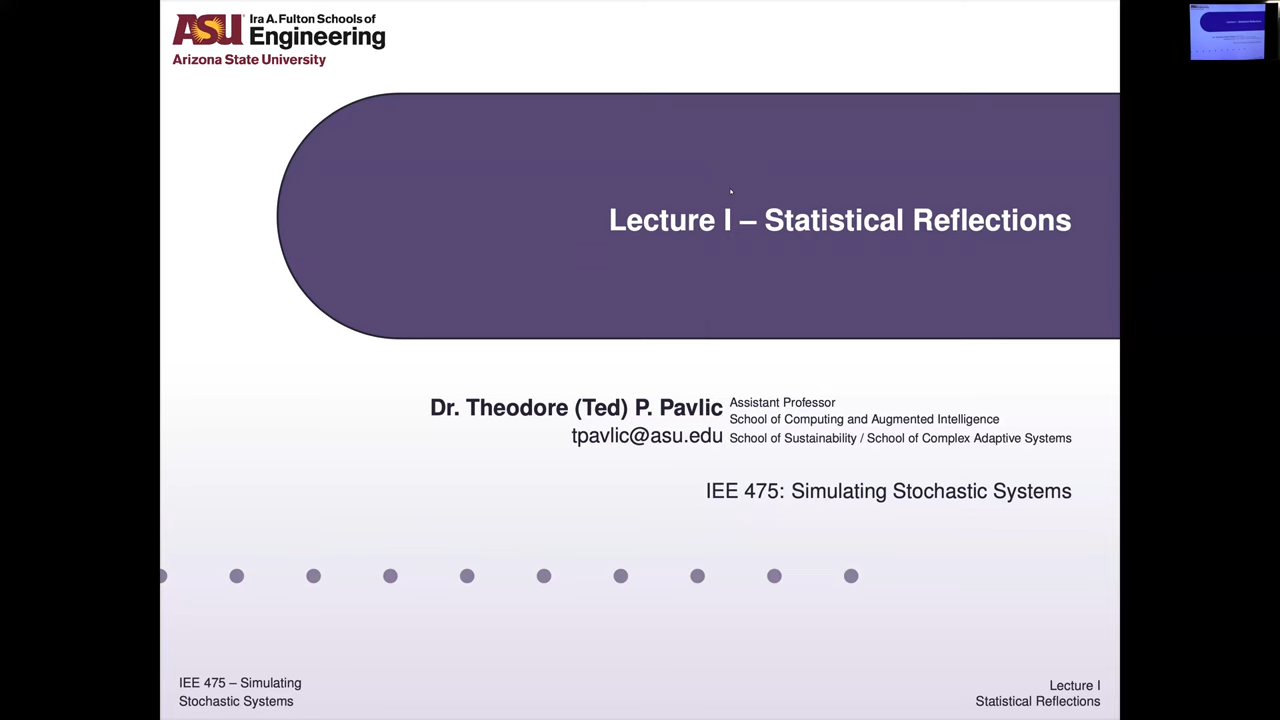 ASU Ira A. Fulton Schools of
Engineering
Arizona State University
Lecture I – Statistical Reflections
Dr. Theodore (Ted) P. Pavlic
tpavlic@asu.edu
Assistant Professor
School of Computing and Augmented Intelligence
School of Sustainability / School of Complex Adaptive Systems
IEE 475: Simulating Stochastic Systems
IEE 475 – Simulating
Stochastic Systems
Lecture I
Statistical Reflections